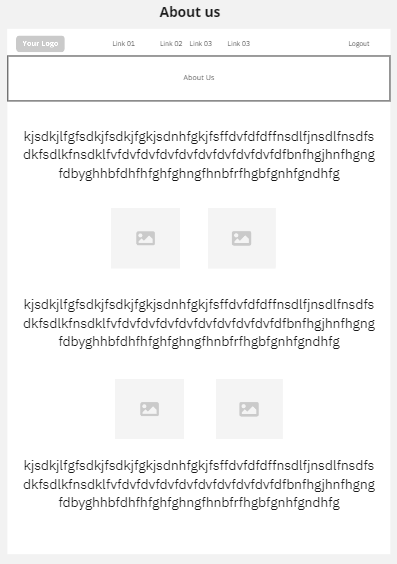 About us
Your Logo Link 01 Link 02 Link 03 Link 03 Logout
About Us
kjsdkjlfgfsdkjfsdkjfgkjsdnhfgkjfsffdvfdfdffnsdlfjnsdlfnsdfs
dkfsdlkfnsdklfvfdvfdvfdvfdvfdvfdvfdvfdvfdvfdfbnfhgjhnfhgng
fdbyghhbfdhfhfghfghngfhnbfrfhgbfgnhfgndhfg
kjsdkjlfgfsdkjfsdkjfgkjsdnhfgkjfsffdvfdfdffnsdlfjnsdlfnsdfs
dkfsdlkfnsdklfvfdvfdvfdvfdvfdvfdvfdvfdvfdvfdfbnfhgjhnfhgng
fdbyghhbfdhfhfghfghngfhnbfrfhgbfgnhfgndhfg
kjsdkjlfgfsdkjfsdkjfgkjsdnhfgkjfsffdvfdfdffnsdlfjnsdlfnsdfs
dkfsdlkfnsdklfvfdvfdvfdvfdvfdvfdvfdvfdvfdvfdfbnfhgjhnfhgng
fdbyghhbfdhfhfghfghngfhnbfrfhgbfgnhfgndhfg